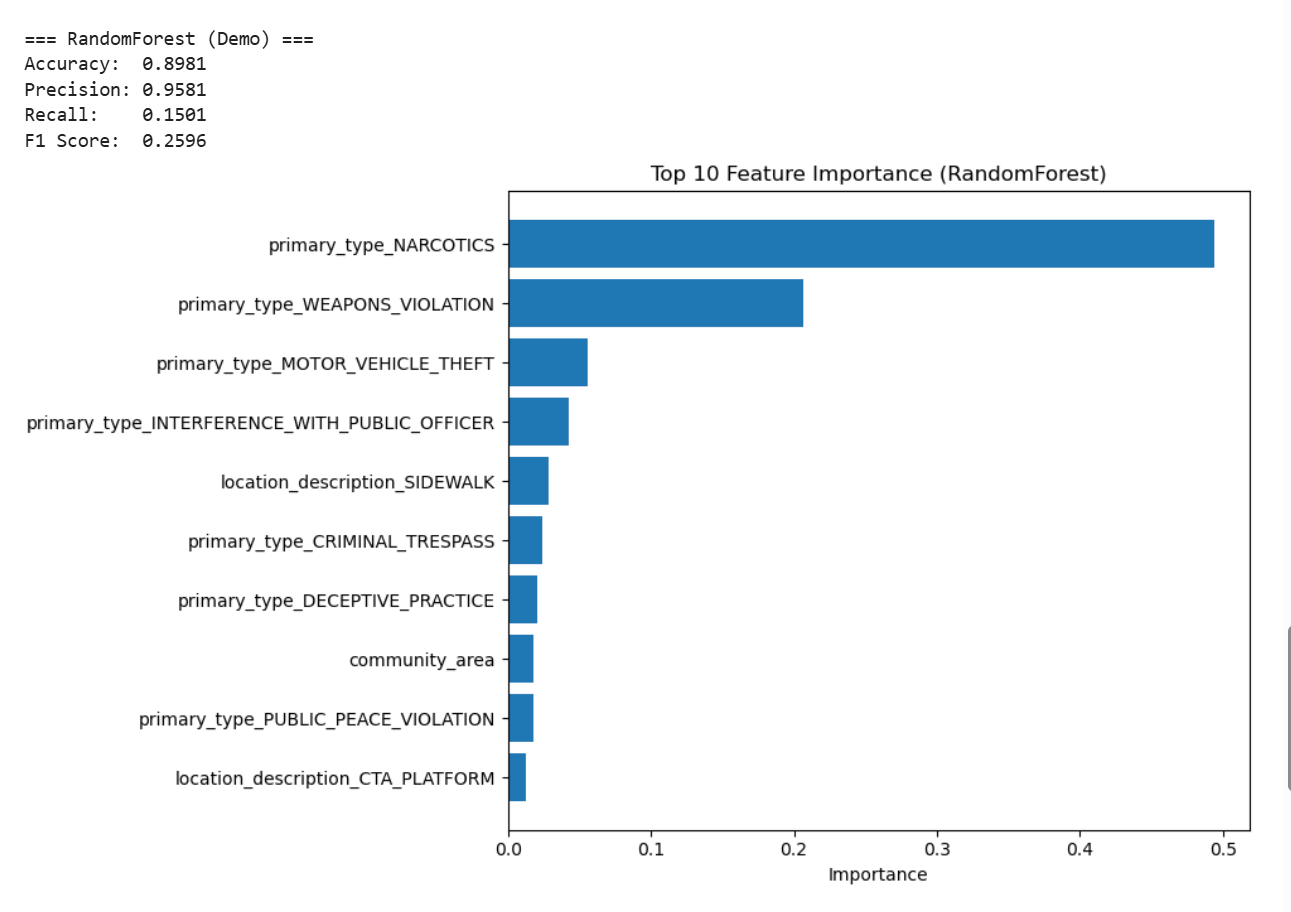 === RandomForest (Demo) ===
Accuracy:  0.8981
Precision: 0.9581
Recall:    0.1501
F1 Score:  0.2596
Top 10 Feature Importance (RandomForest)
primary_type_NARCOTICS
primary_type_WEAPONS_VIOLATION
primary_type_MOTOR_VEHICLE_THEFT
primary_type_INTERFERENCE_WITH_PUBLIC_OFFICER
location_description_SIDEWALK
primary_type_CRIMINAL_TRESPASS
primary_type_DECEPTIVE_PRACTICE
community_area
primary_type_PUBLIC_PEACE_VIOLATION
location_description_CTA_PLATFORM
0.0 0.1 0.2 0.3 0.4 0.5
Importance